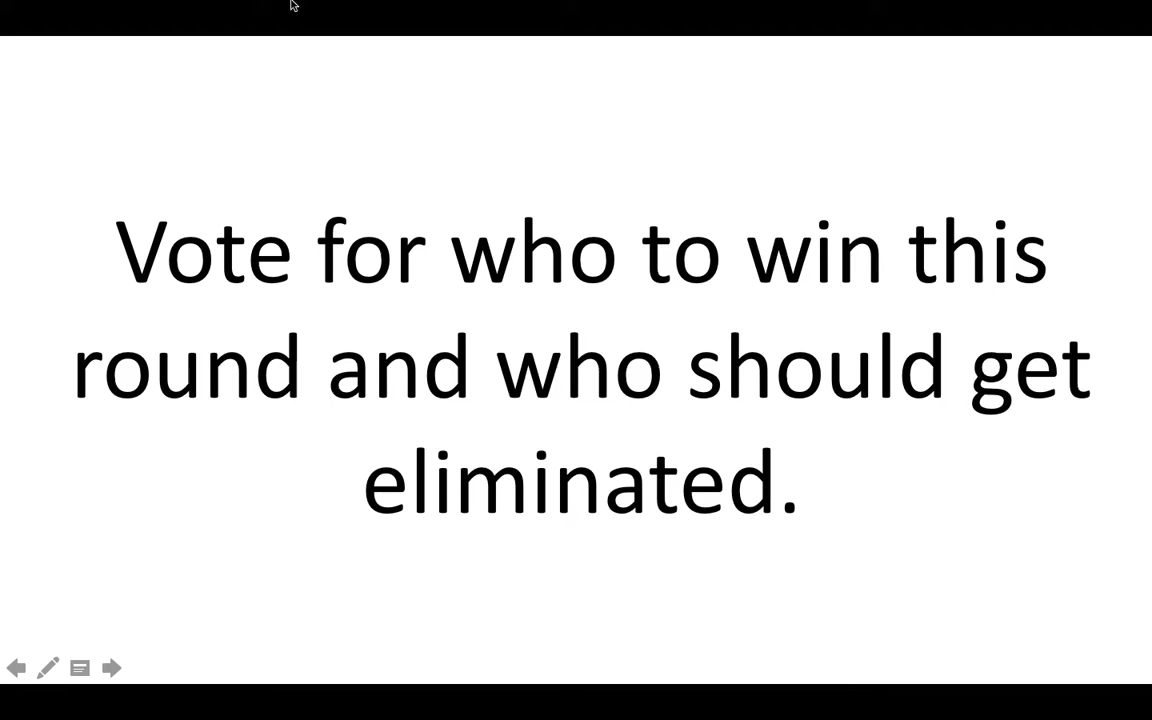 Vote for who to win this
round and who should get
eliminated.